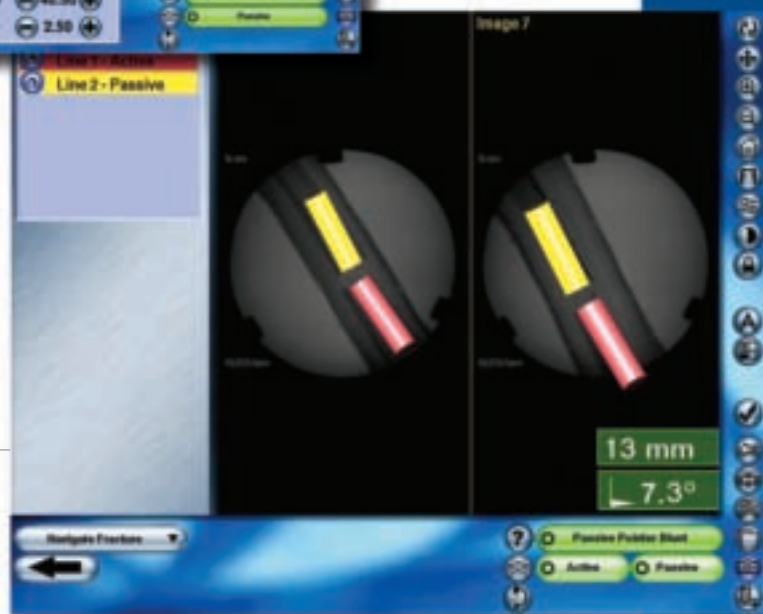 2.50
Passive
Image 7
Line 1 - Active
Line 2 - Passive
13 mm
7.3°
Navigate Fracture
Passive Pointer Blunt
Active
Passive
A
?